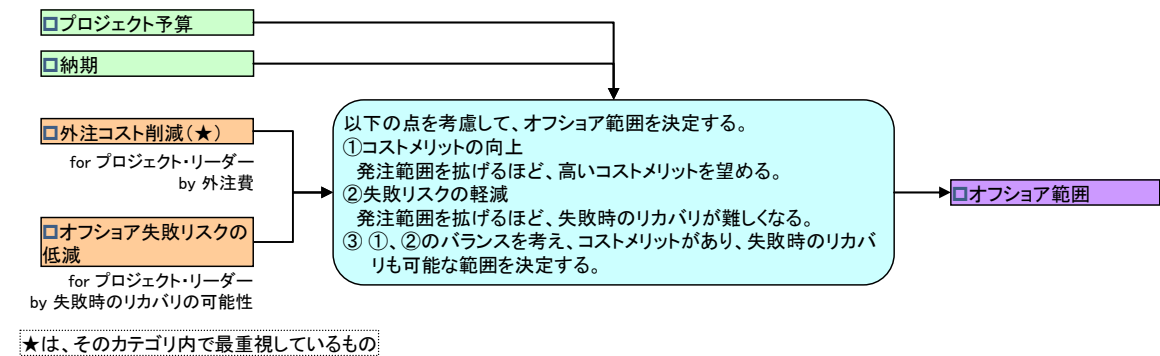 □プロジェクト予算
□納期
□外注コスト削減(★)
for プロジェクト・リーダー
by 外注費
□オフショア失敗リスクの
低減
for プロジェクト・リーダー
by 失敗時のリカバリの可能性
以下の点を考慮して、オフショア範囲を決定する。
①コストメリットの向上
発注範囲を拡げるほど、高いコストメリットを望める。
②失敗リスクの軽減
発注範囲を拡げるほど、失敗時のリカバリが難しくなる。
③ ①、②のバランスを考え、コストメリットがあり、失敗時のリカバ
リも可能な範囲を決定する。
□オフショア範囲
★は、そのカテゴリ内で最重視しているもの